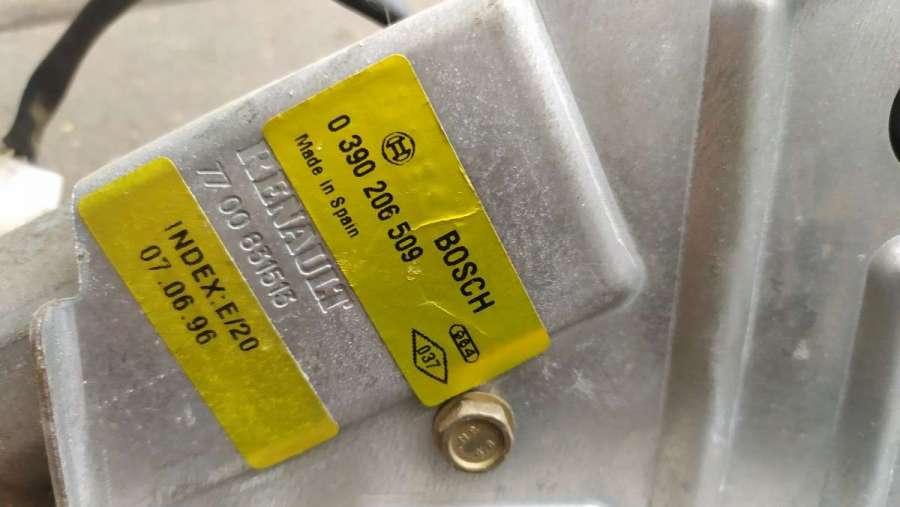 BOSCH
0 390 206 509
Made in Spain
037
RENAULT
77 00 831513
INDEX:E/20
07.06.96